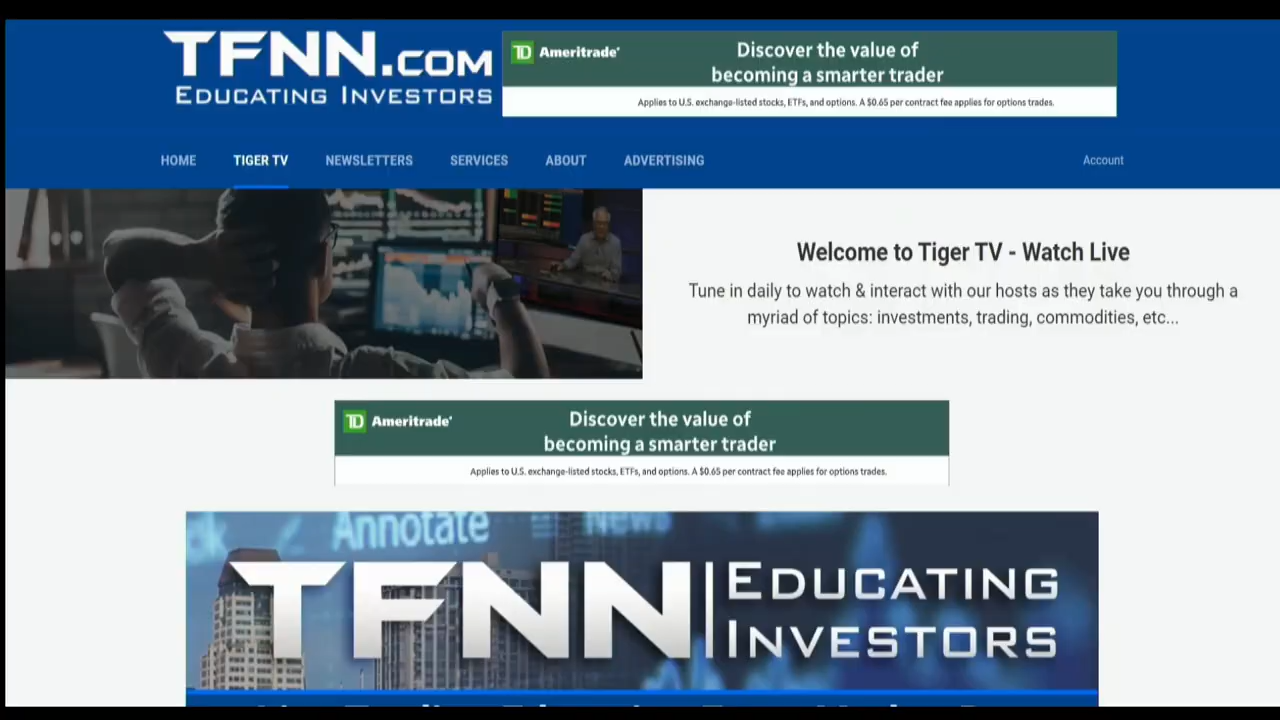 TFNN.COM
EDUCATING INVESTORS
TD Ameritrade
Discover the value of
becoming a smarter trader
Applies to U.S. exchange-listed stocks, ETFs, and options. A $0.65 per contract fee applies for options trades.
HOME TIGER TV NEWSLETTERS SERVICES ABOUT ADVERTISING Account
Welcome to Tiger TV - Watch Live
Tune in daily to watch & interact with our hosts as they take you through a
myriad of topics: investments, trading, commodities, etc...
TD Ameritrade
Discover the value of
becoming a smarter trader
Applies to U.S. exchange-listed stocks, ETFs, and options. A $0.65 per contract fee applies for options trades.
Annotate News
TFNN EDUCATING
INVESTORS